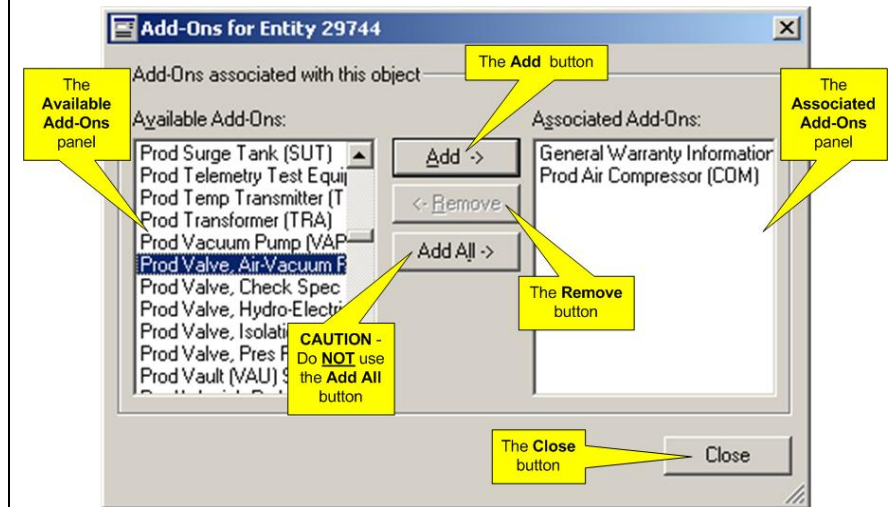 Add-Ons for Entity 29744
Add-Ons associated with this object
The Add button
The
Available
Add-Ons
panel
Available Add-Ons:
Prod Surge Tank (SUT)
Prod Telemetry Test Equip
Prod Temp Transmitter (T
Prod Transformer (TRA)
Prod Vacuum Pump (VAP
Prod Valve, Air-Vacuum R
Prod Valve, Check Spec
Prod Valve, Hydro-Electri
Prod Valve, Isolati
Prod Valve, Pres R
Prod Vault (VAU) S
Add ->
<- Remove
Add All ->
The Remove
button
CAUTION -
Do NOT use
the Add All
button
Associated Add-Ons:
General Warranty Information
Prod Air Compressor (COM)
The
Associated
Add-Ons
panel
The Close
button
Close